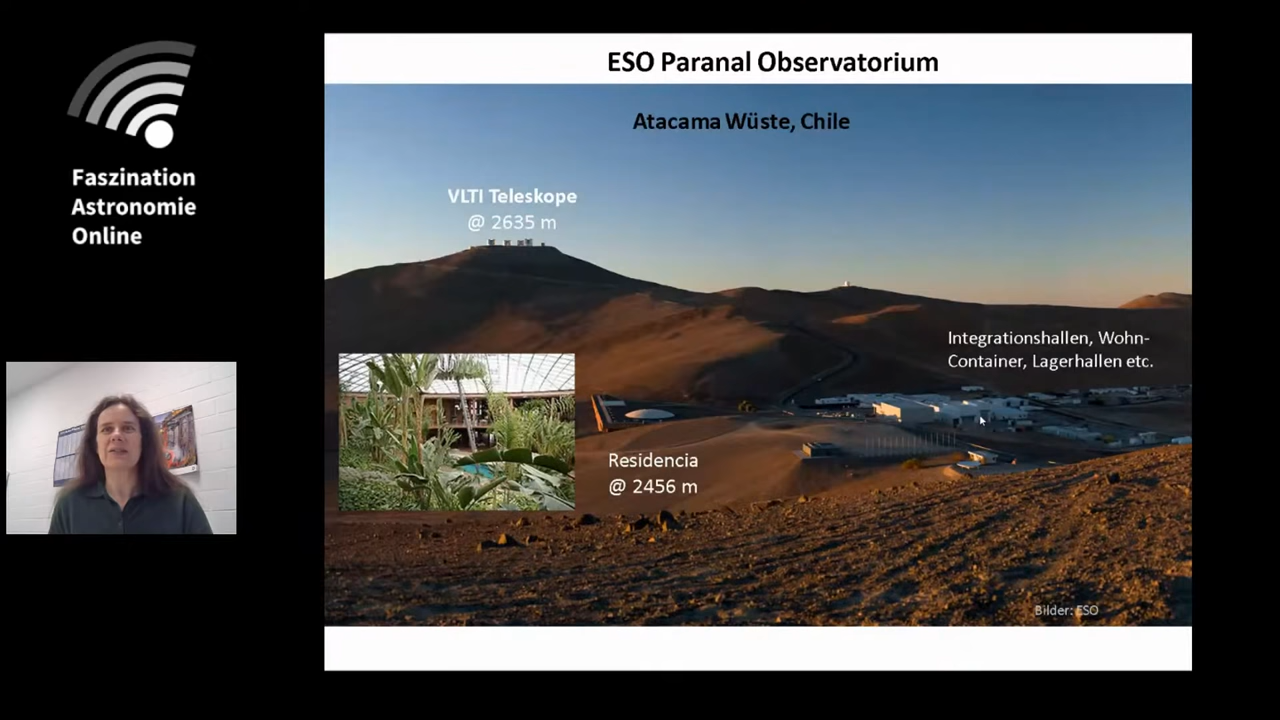 Faszination
Astronomie
Online
ESO Paranal Observatorium
Atacama Wüste, Chile
VLTI Teleskope
@ 2635 m
Integrationshallen, Wohn-
Container, Lagerhallen etc.
Residencia
@ 2456 m
Bilder: ESO